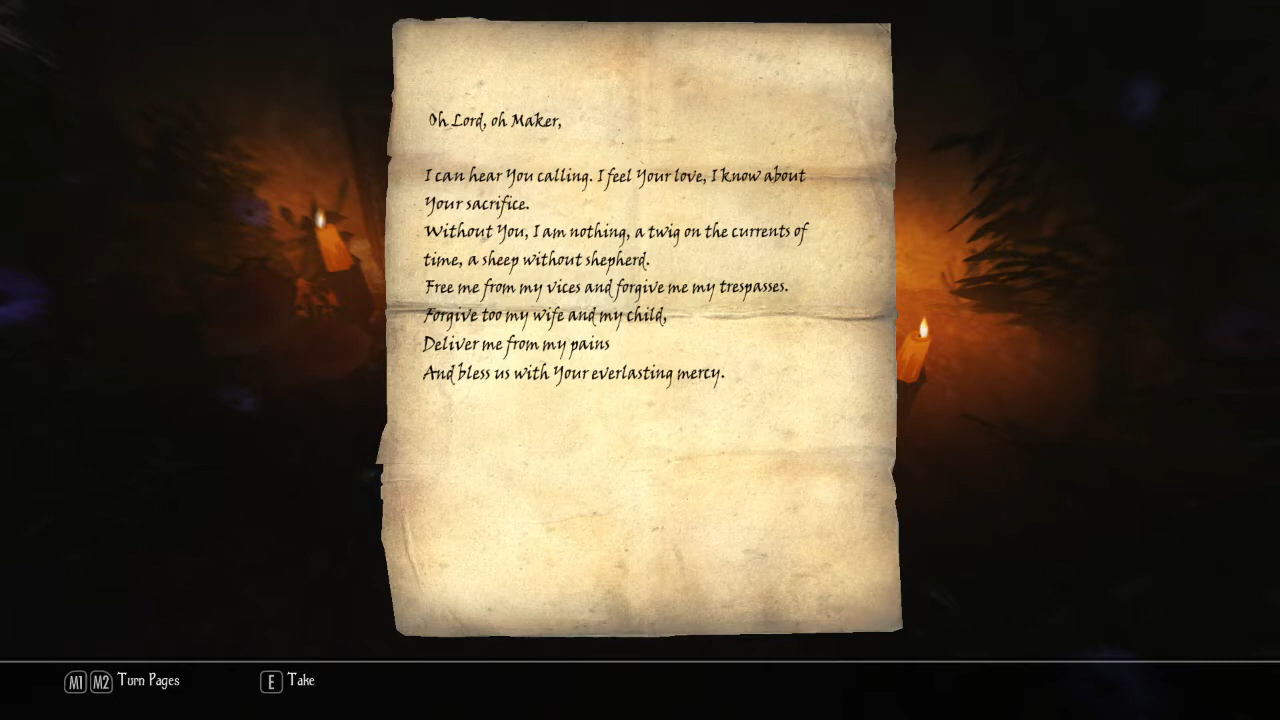 Oh Lord, oh Maker,
I can hear You calling. I feel Your love, I know about
Your sacrifice.
Without You, I am nothing, a twig on the currents of
time, a sheep without shepherd.
Free me from my vices and forgive me my trespasses.
Forgive too my wife and my child,
Deliver me from my pains
And bless us with Your everlasting mercy.
M1 M2 Turn Pages E Take